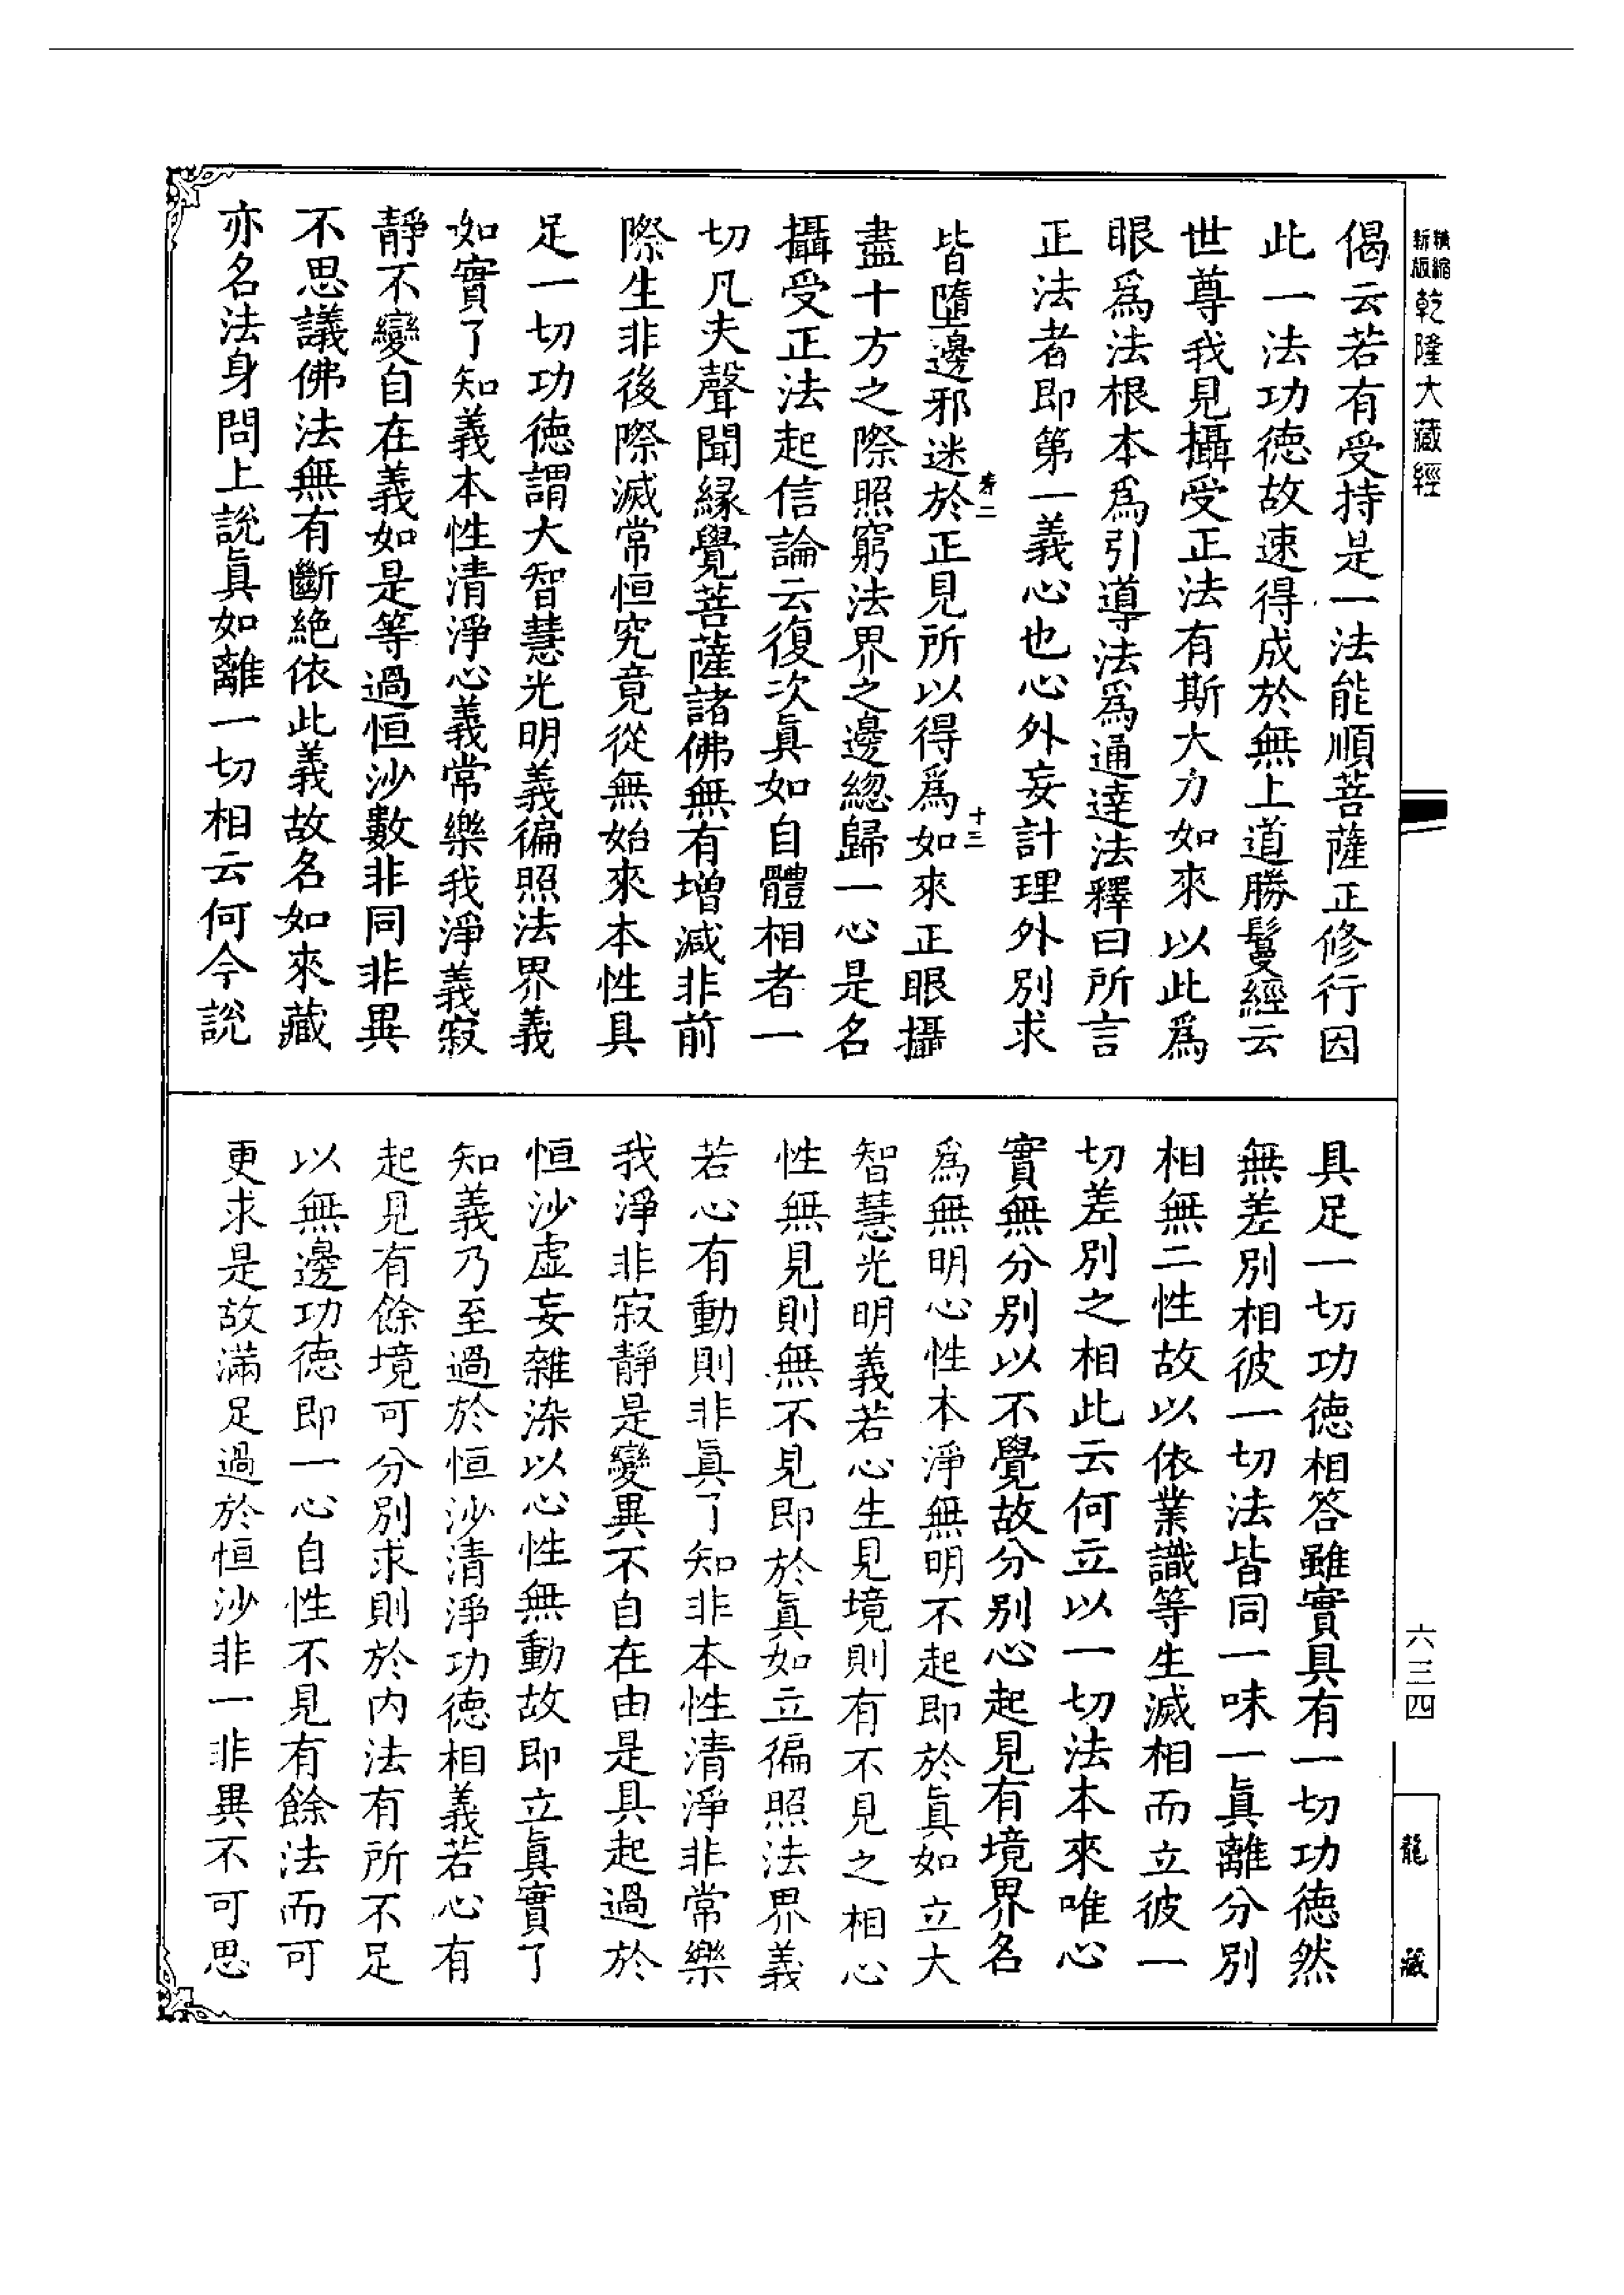 精縮新版乾隆大藏經
偈云若有受持是一法能順菩薩正修行因
此一法功德故速得成於無上道勝鬘經云
世尊我見攝受正法有斯大力如來以此爲
眼爲法根本爲引導法爲通達法釋曰所言
正法者即第一義心也心外妄計理外別求
十三
皆墮邊邪迷於正見所以得爲如來正眼攝
盡十方之際照窮法界之邊總歸一心是名
攝受正法起信論云復次眞如自體相者一
切凡夫聲聞緣覺菩薩諸佛無有增減非前
際生非後際滅常恒究竟從無始來本性具
足一切功德謂大智慧光明義徧照法界義
如實了知義本性清淨心義常樂我淨義寂
靜不變自在義如是等過恒沙數非同非異
不思議佛法無有斷絶依此義故名如來藏
亦名法身問上說眞如離一切相云何今說
具足一切功德相答雖實具有一切功德然
無差別相彼一切法皆同一味一眞離分別
相無二性故以依業識等生滅相而立彼一
切差別之相此云何立以一切法本來唯心
實無分別以不覺故分別心起見有境界名
爲無明心性本淨無明不起即於眞如立大
智慧光明義若心生見境則有不見之相心
性無見則無不見即於眞如立徧照法界義
若心有動則非眞了知非本性清淨非常樂
我淨非寂靜是變異不自在由是具起過於
恒沙虛妄雜染以心性無動故即立眞實了
知義乃至過於恒沙清淨功德相義若心有
起見有餘境可分別求則於內法有所不足
以無邊功德即一心自性不見有餘法而可
更求是故滿足過於恒沙非一非異不可思
六三四
龍藏